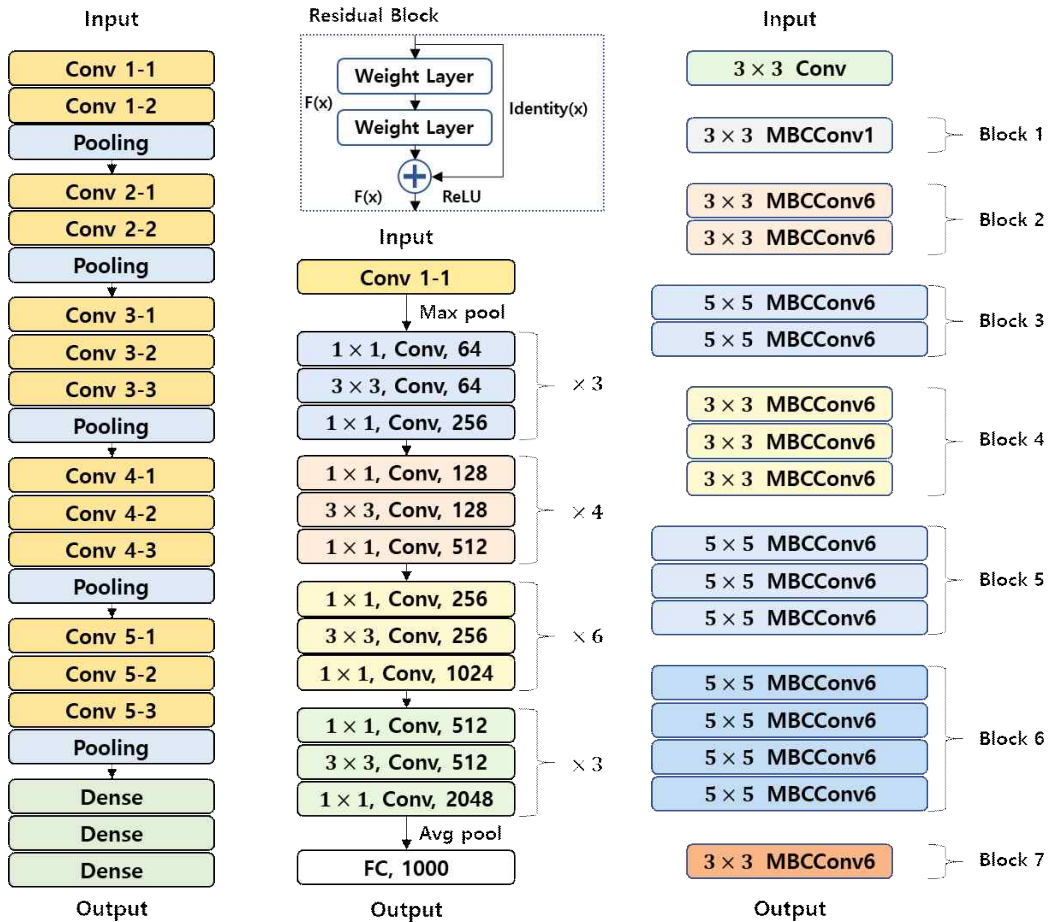 Input
Conv 1-1
Conv 1-2
Pooling
Conv 2-1
Conv 2-2
Pooling
Conv 3-1
Conv 3-2
Conv 3-3
Pooling
Conv 4-1
Conv 4-2
Conv 4-3
Pooling
Conv 5-1
Conv 5-2
Conv 5-3
Pooling
Dense
Dense
Dense
Output
Residual Block
Weight Layer
F(x)
Identity(x)
Weight Layer
F(x)
ReLU
Input
Conv 1-1
Max pool
1 × 1, Conv, 64
3 × 3, Conv, 64
× 3
1 × 1, Conv, 256
1 × 1, Conv, 128
3 × 3, Conv, 128
× 4
1 × 1, Conv, 512
1 × 1, Conv, 256
3 × 3, Conv, 256
× 6
1 × 1, Conv, 1024
1 × 1, Conv, 512
3 × 3, Conv, 512
× 3
1 × 1, Conv, 2048
Avg pool
FC, 1000
Output
Input
3 × 3 Conv
3 × 3 MBCConv1
Block 1
3 × 3 MBCConv6
3 × 3 MBCConv6
Block 2
5 × 5 MBCConv6
5 × 5 MBCConv6
Block 3
3 × 3 MBCConv6
3 × 3 MBCConv6
3 × 3 MBCConv6
Block 4
5 × 5 MBCConv6
5 × 5 MBCConv6
5 × 5 MBCConv6
Block 5
5 × 5 MBCConv6
5 × 5 MBCConv6
5 × 5 MBCConv6
5 × 5 MBCConv6
Block 6
3 × 3 MBCConv6
Block 7
Output